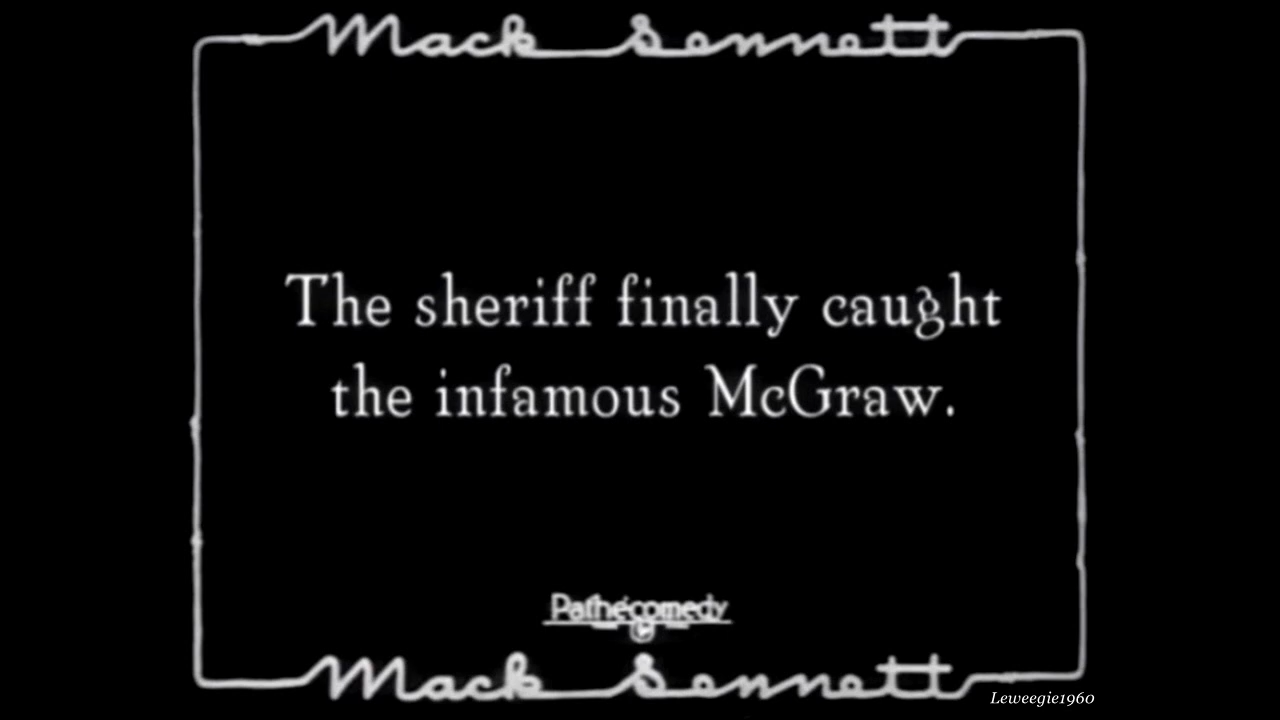 Mack Sennett
The sheriff finally caught
the infamous McGraw.
Pathécomedy
Mack Sennett
Leweegie1960